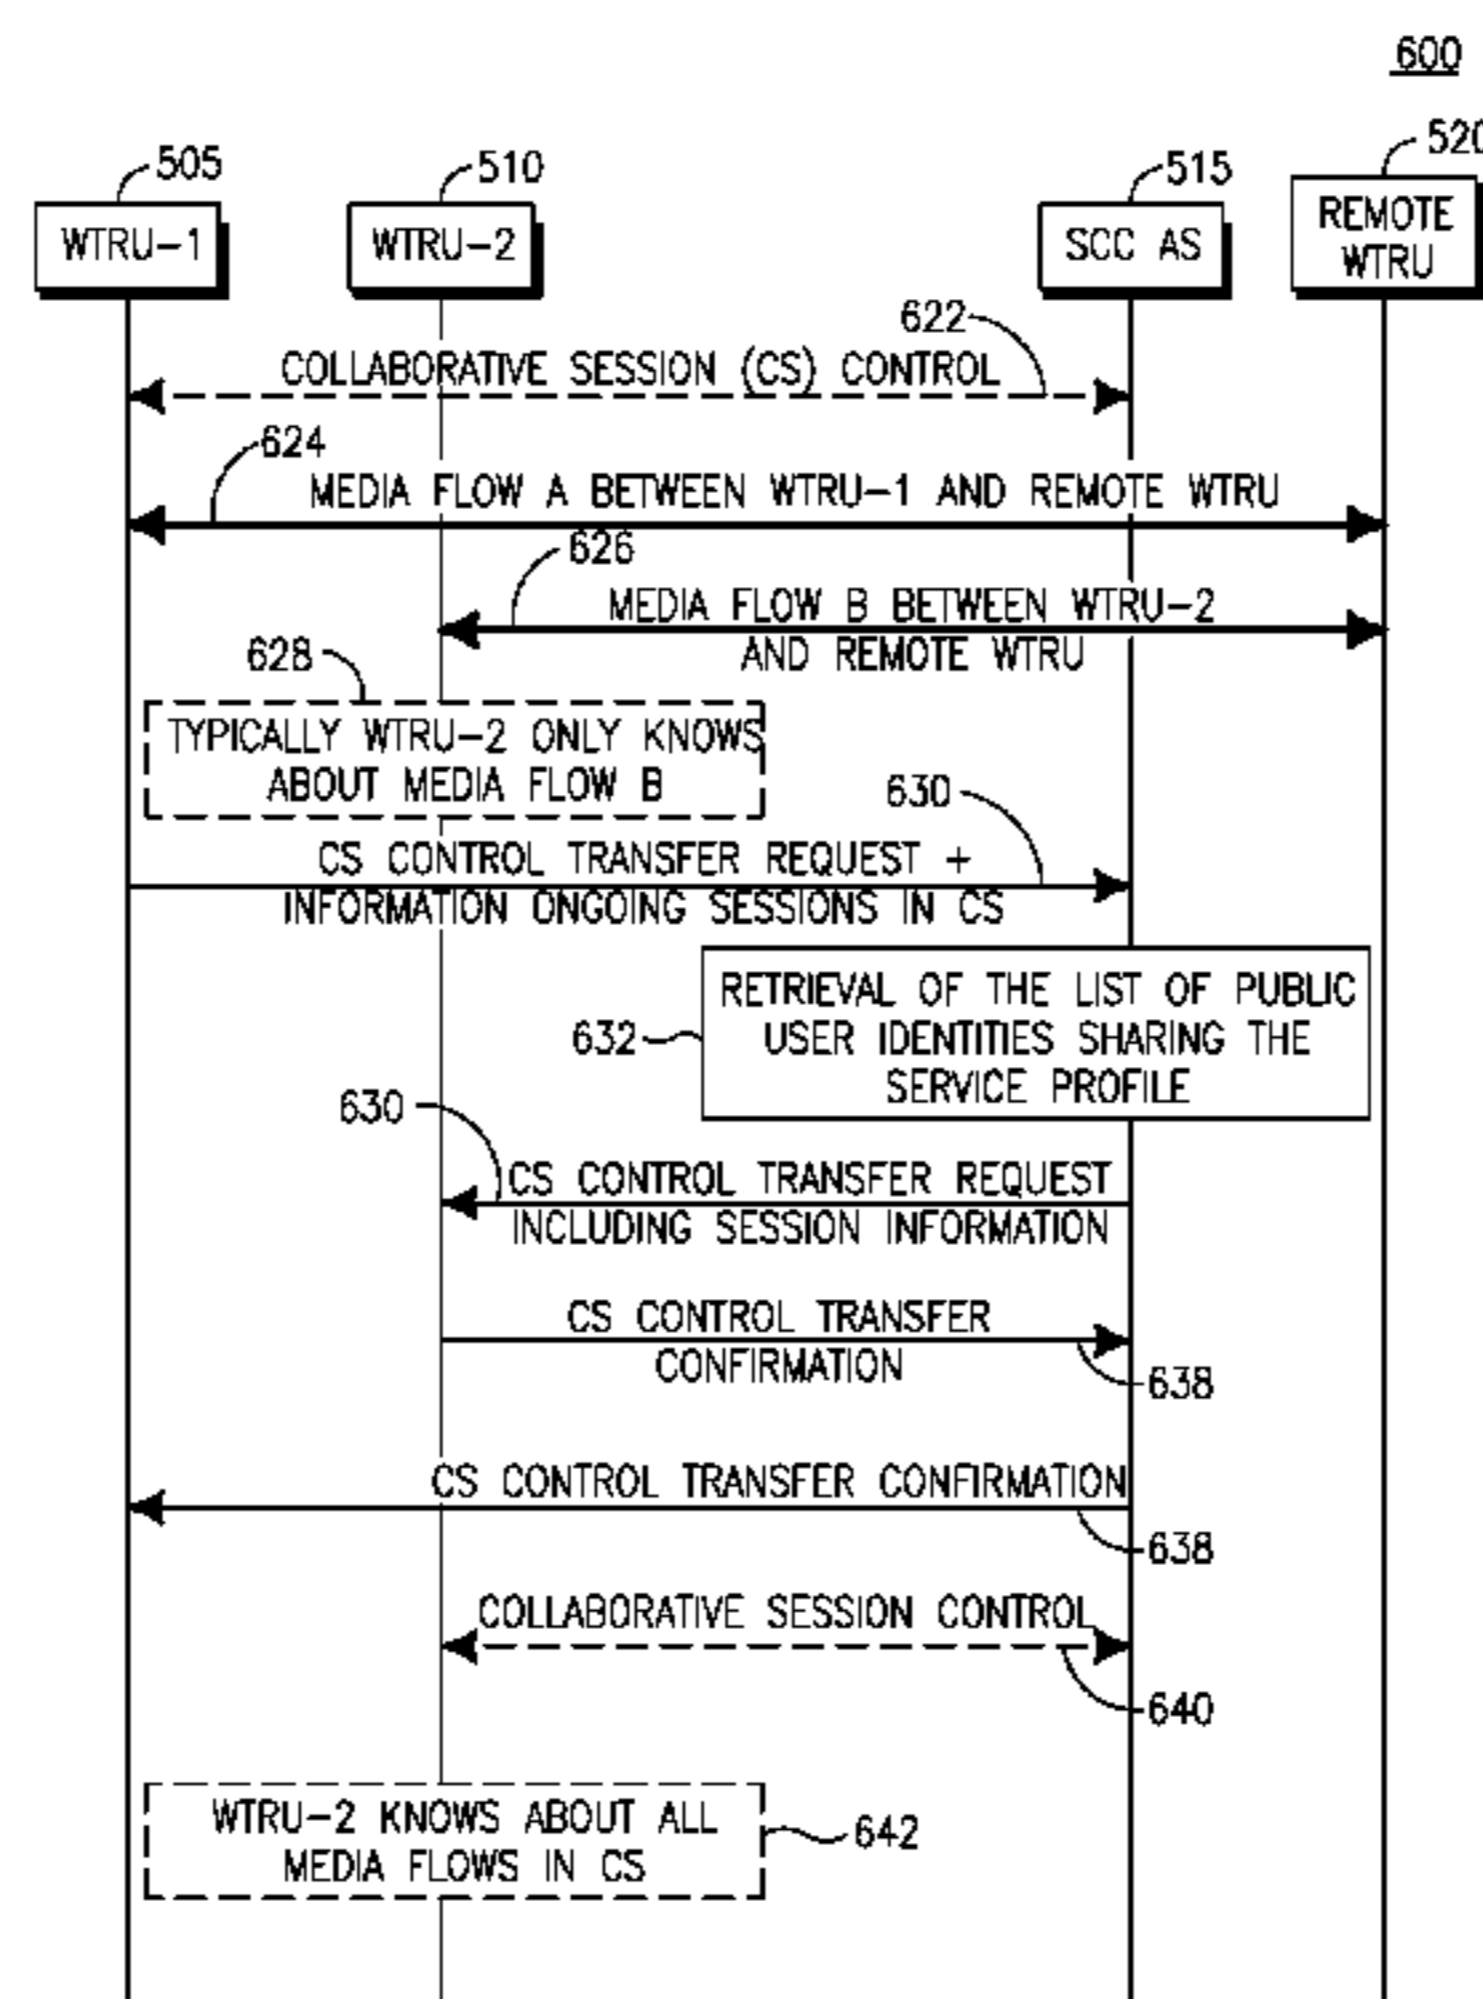 600
505
510
515
520
WTRU-1
WTRU-2
SCC AS
REMOTE
WTRU
622
COLLABORATIVE SESSION (CS) CONTROL
624
MEDIA FLOW A BETWEEN WTRU-1 AND REMOTE WTRU
626
MEDIA FLOW B BETWEEN WTRU-2
AND REMOTE WTRU
628
TYPICALLY WTRU-2 ONLY KNOWS
ABOUT MEDIA FLOW B
630
CS CONTROL TRANSFER REQUEST +
INFORMATION ONGOING SESSIONS IN CS
632
RETRIEVAL OF THE LIST OF PUBLIC
USER IDENTITIES SHARING THE
SERVICE PROFILE
630
CS CONTROL TRANSFER REQUEST
INCLUDING SESSION INFORMATION
CS CONTROL TRANSFER
CONFIRMATION
638
CS CONTROL TRANSFER CONFIRMATION
638
COLLABORATIVE SESSION CONTROL
640
WTRU-2 KNOWS ABOUT ALL
MEDIA FLOWS IN CS
642